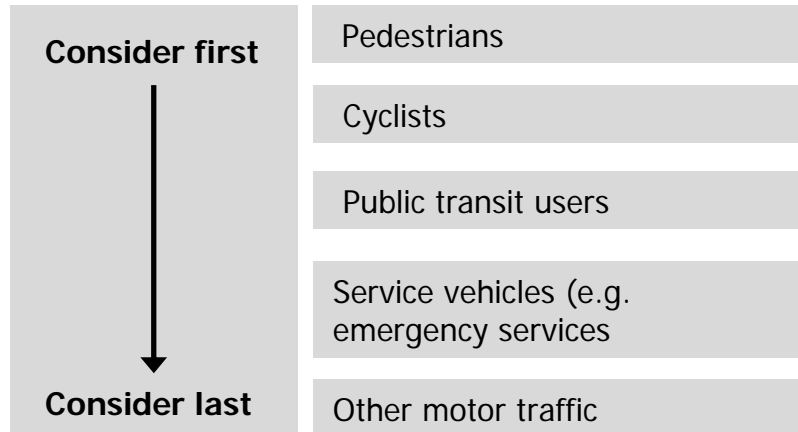 Consider first
Pedestrians
Cyclists
Public transit users
Service vehicles (e.g.
emergency services
Consider last
Other motor traffic